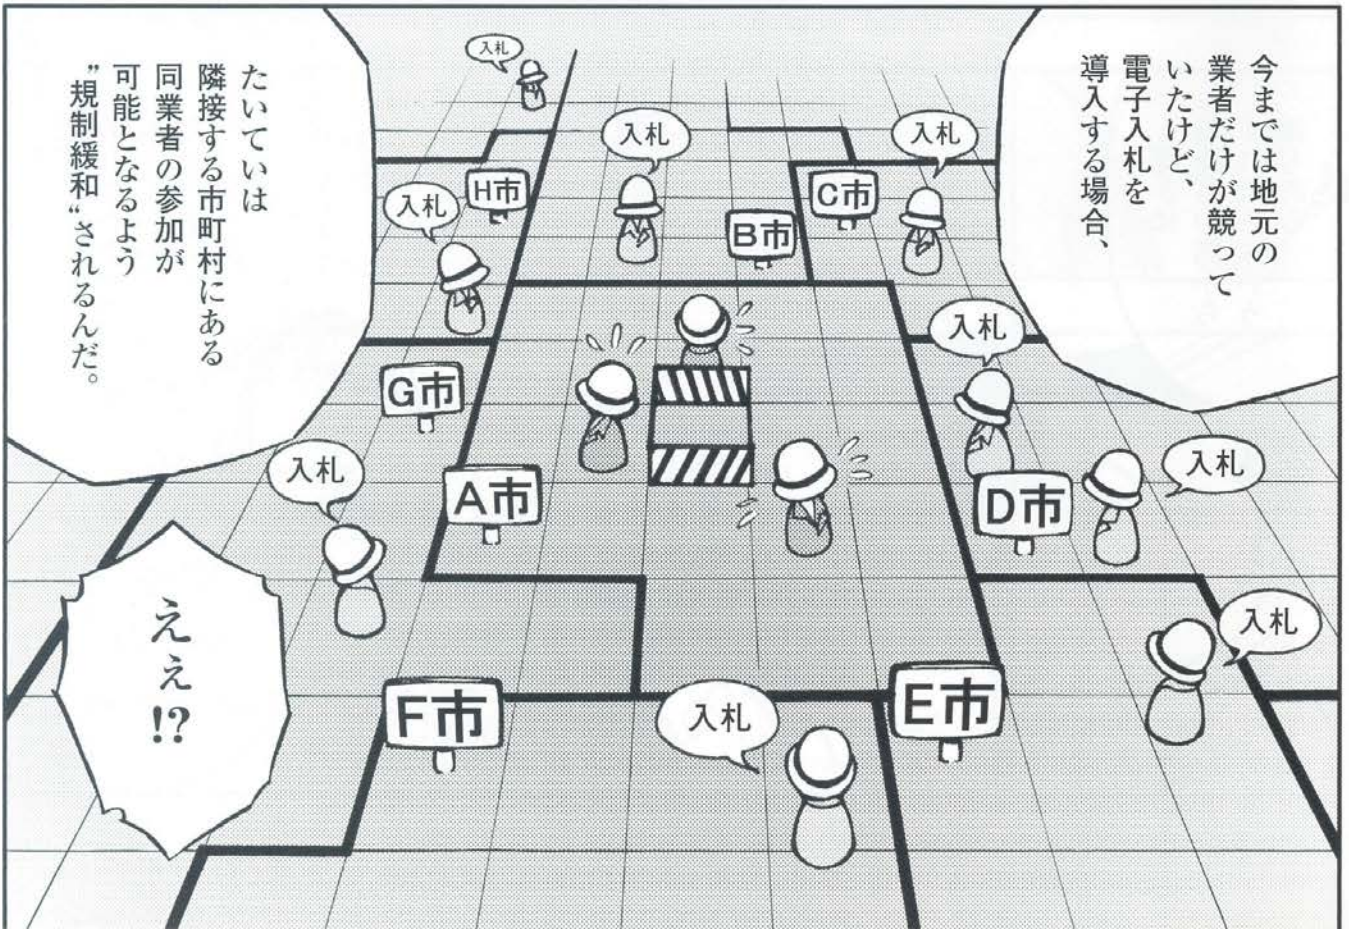 今までは地元の
業者だけが競って
いたけど、
電子入札を
導入する場合、
たいていは
隣接する市町村にある
同業者の参加が
可能となるよう
”規制緩和“されるんだ。
入札
入札
入札
入札
H市
C市
B市
入札
入札
G市
入札
入札
A市
D市
入札
ええ!?
F市
E市
入札